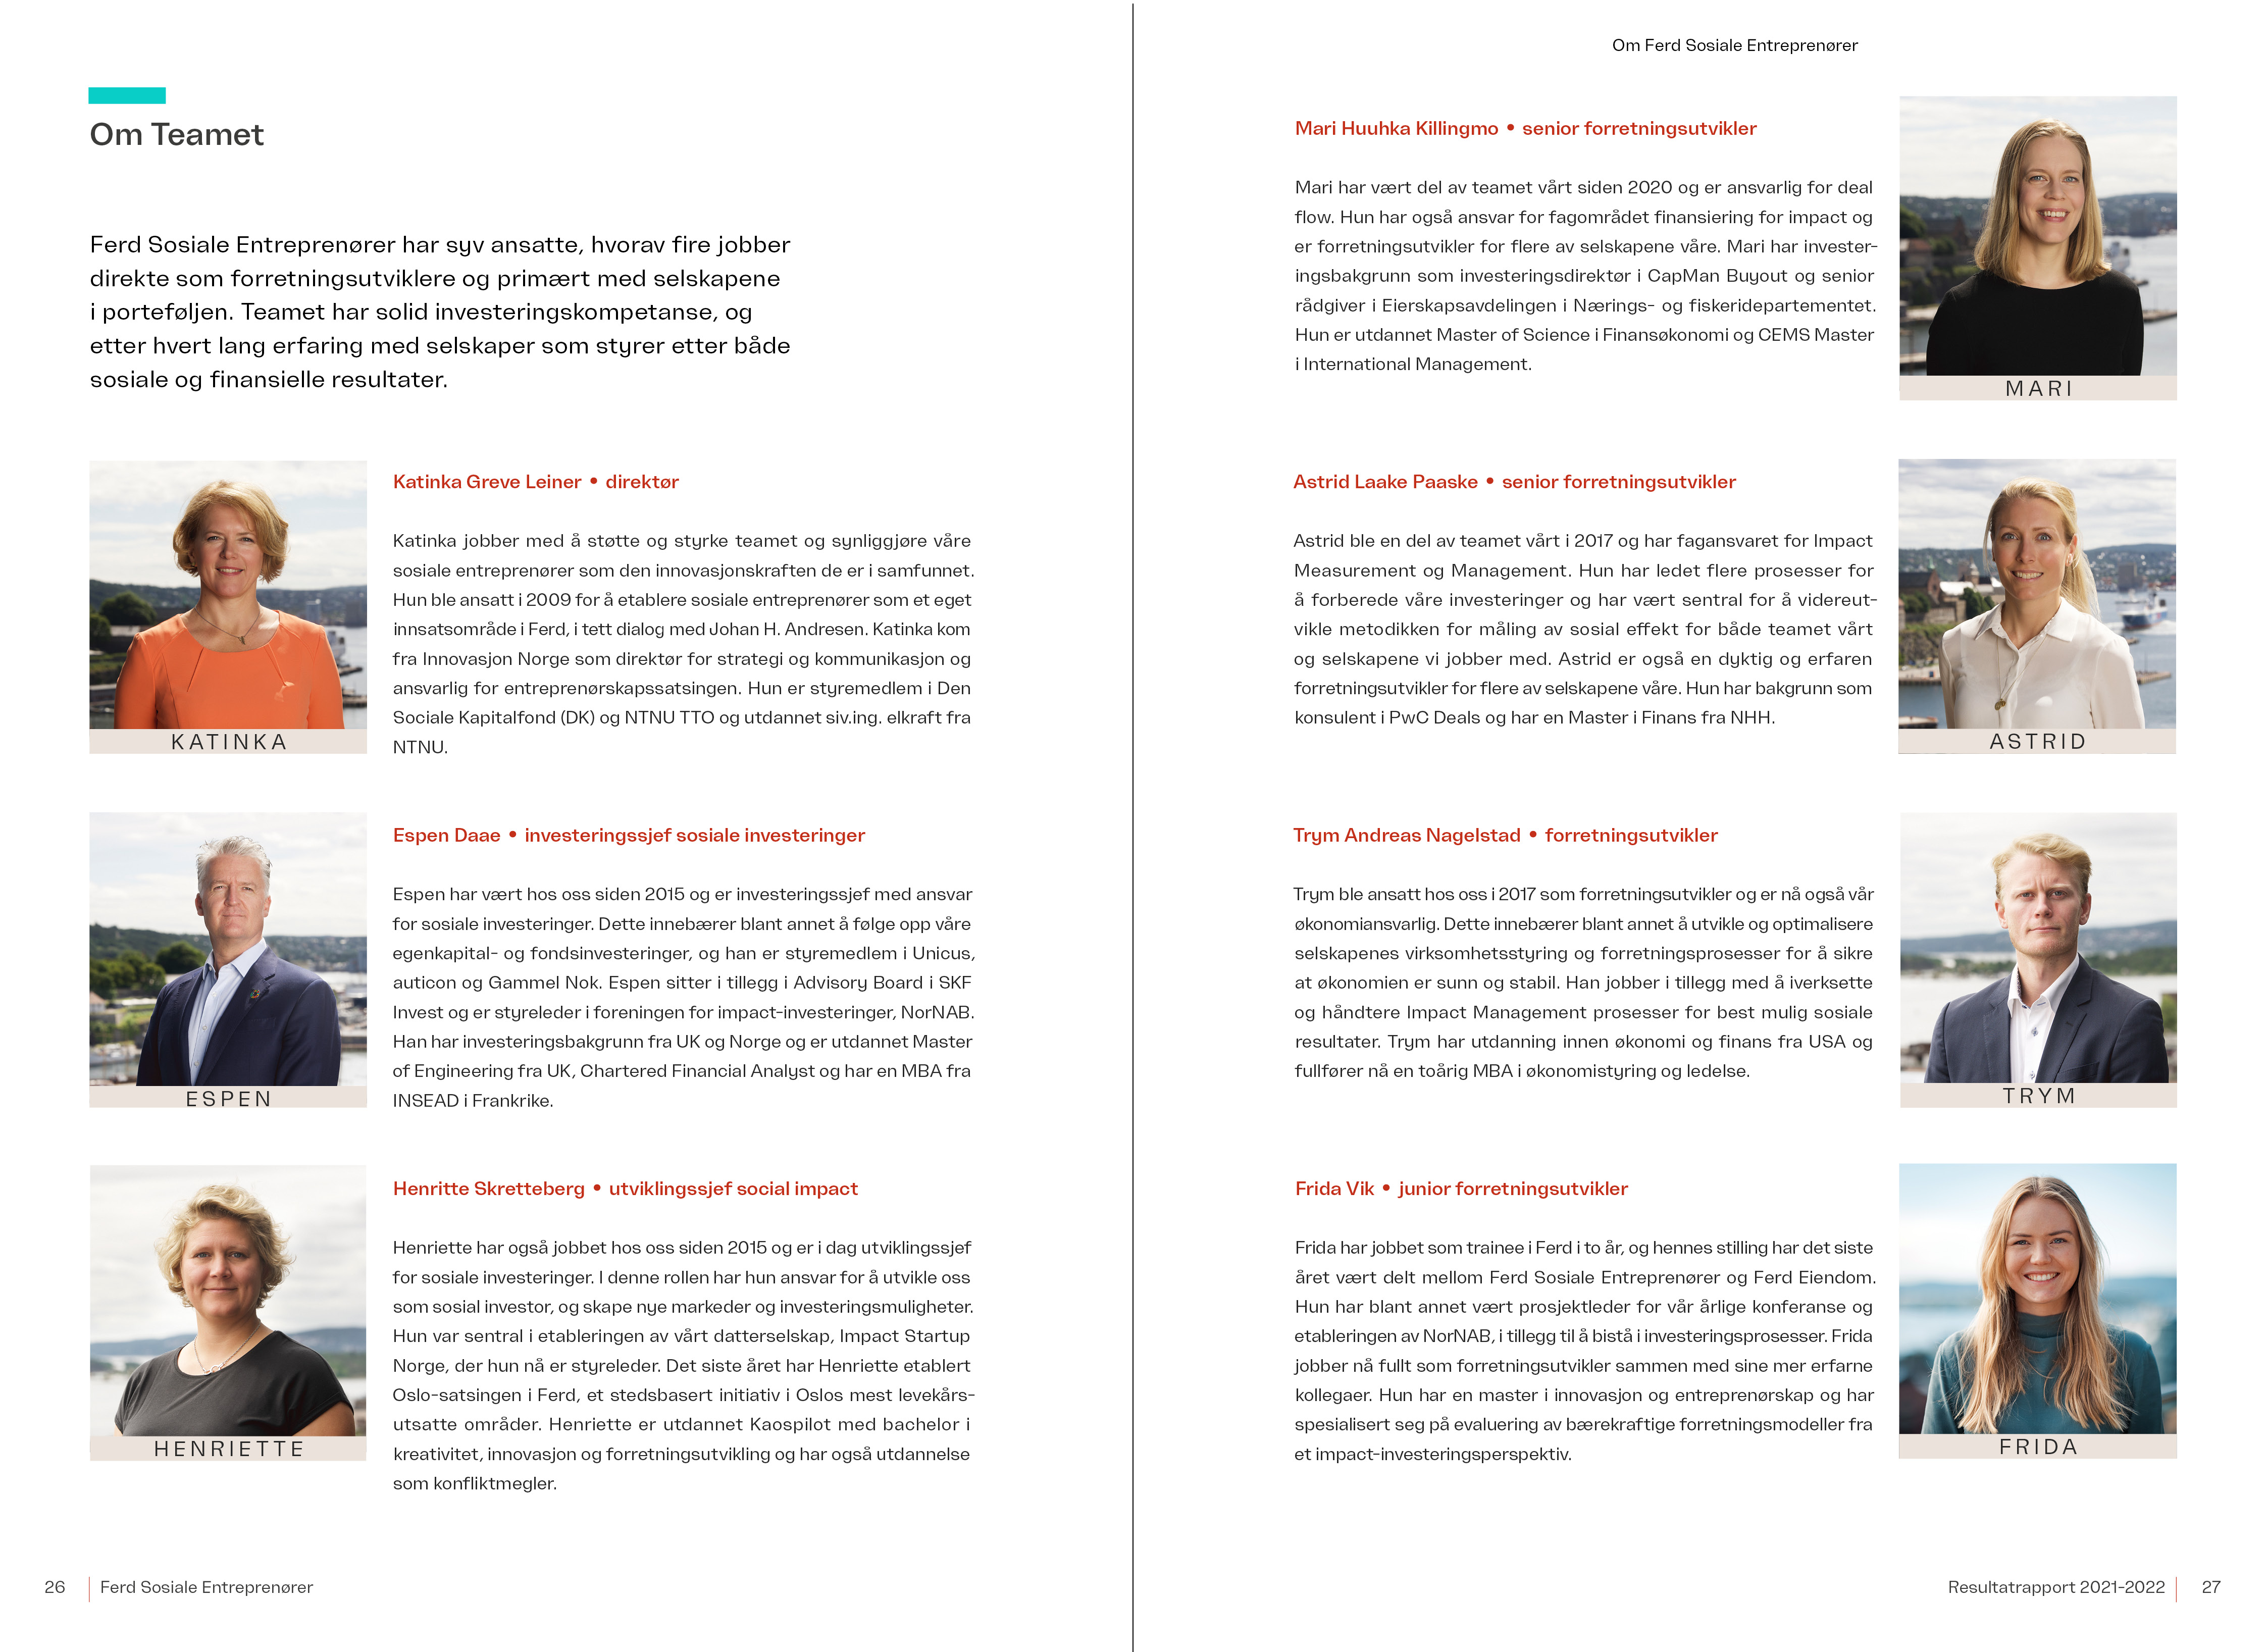 Om Teamet
Ferd Sosiale Entreprenører har syv ansatte, hvorav fire jobber
direkte som forretningsutviklere og primært med selskapene
i porteføljen. Teamet har solid investeringskompetanse, og
etter hvert lang erfaring med selskaper som styrer etter både
sosiale og finansielle resultater.
KATINKA
Katinka Greve Leiner • direktør
Katinka jobber med å støtte og styrke teamet og synliggjøre våre
sosiale entreprenører som den innovasjonskraften de er i samfunnet.
Hun ble ansatt i 2009 for å etablere sosiale entreprenører som et eget
innsatsområde i Ferd, i tett dialog med Johan H. Andresen. Katinka kom
fra Innovasjon Norge som direktør for strategi og kommunikasjon og
ansvarlig for entreprenørskapssatsingen. Hun er styremedlem i Den
Sociale Kapitalfond (DK) og NTNU TTO og utdannet siv.ing. elkraft fra
NTNU.
ESPEN
Espen Daae • investeringssjef sosiale investeringer
Espen har vært hos oss siden 2015 og er investeringssjef med ansvar
for sosiale investeringer. Dette innebærer blant annet å følge opp våre
egenkapital- og fondsinvesteringer, og han er styremedlem i Unicus,
auticon og Gammel Nok. Espen sitter i tillegg i Advisory Board i SKF
Invest og er styreleder i foreningen for impact-investeringer, NorNAB.
Han har investeringsbakgrunn fra UK og Norge og er utdannet Master
of Engineering fra UK, Chartered Financial Analyst og har en MBA fra
INSEAD i Frankrike.
HENRIETTE
Henritte Skretteberg • utviklingssjef social impact
Henriette har også jobbet hos oss siden 2015 og er i dag utviklingssjef
for sosiale investeringer. I denne rollen har hun ansvar for å utvikle oss
som sosial investor, og skape nye markeder og investeringsmuligheter.
Hun var sentral i etableringen av vårt datterselskap, Impact Startup
Norge, der hun nå er styreleder. Det siste året har Henriette etablert
Oslo-satsingen i Ferd, et stedsbasert initiativ i Oslos mest levekårs-
utsatte områder. Henriette er utdannet Kaospilot med bachelor i
kreativitet, innovasjon og forretningsutvikling og har også utdannelse
som konfliktmegler.
26 Ferd Sosiale Entreprenører
Om Ferd Sosiale Entreprenører
Mari Huuhka Killingmo • senior forretningsutvikler
Mari har vært del av teamet vårt siden 2020 og er ansvarlig for deal
flow. Hun har også ansvar for fagområdet finansiering for impact og
er forretningsutvikler for flere av selskapene våre. Mari har invester-
ingsbakgrunn som investeringsdirektør i CapMan Buyout og senior
rådgiver i Eierskapsavdelingen i Nærings- og fiskeridepartementet.
Hun er utdannet Master of Science i Finansøkonomi og CEMS Master
i International Management.
MARI
Astrid Laake Paaske • senior forretningsutvikler
Astrid ble en del av teamet vårt i 2017 og har fagansvaret for Impact
Measurement og Management. Hun har ledet flere prosesser for
å forberede våre investeringer og har vært sentral for å videreut-
vikle metodikken for måling av sosial effekt for både teamet vårt
og selskapene vi jobber med. Astrid er også en dyktig og erfaren
forretningsutvikler for flere av selskapene våre. Hun har bakgrunn som
konsulent i PwC Deals og har en Master i Finans fra NHH.
ASTRID
Trym Andreas Nagelstad • forretningsutvikler
Trym ble ansatt hos oss i 2017 som forretningsutvikler og er nå også vår
økonomiansvarlig. Dette innebærer blant annet å utvikle og optimalisere
selskapenes virksomhetsstyring og forretningsprosesser for å sikre
at økonomien er sunn og stabil. Han jobber i tillegg med å iverksette
og håndtere Impact Management prosesser for best mulig sosiale
resultater. Trym har utdanning innen økonomi og finans fra USA og
fullfører nå en toårig MBA i økonomistyring og ledelse.
TRYM
Frida Vik • junior forretningsutvikler
Frida har jobbet som trainee i Ferd i to år, og hennes stilling har det siste
året vært delt mellom Ferd Sosiale Entreprenører og Ferd Eiendom.
Hun har blant annet vært prosjektleder for vår årlige konferanse og
etableringen av NorNAB, i tillegg til å bistå i investeringsprosesser. Frida
jobber nå fullt som forretningsutvikler sammen med sine mer erfarne
kollegaer. Hun har en master i innovasjon og entreprenørskap og har
spesialisert seg på evaluering av bærekraftige forretningsmodeller fra
et impact-investeringsperspektiv.
FRIDA
Resultatrapport 2021-2022 27